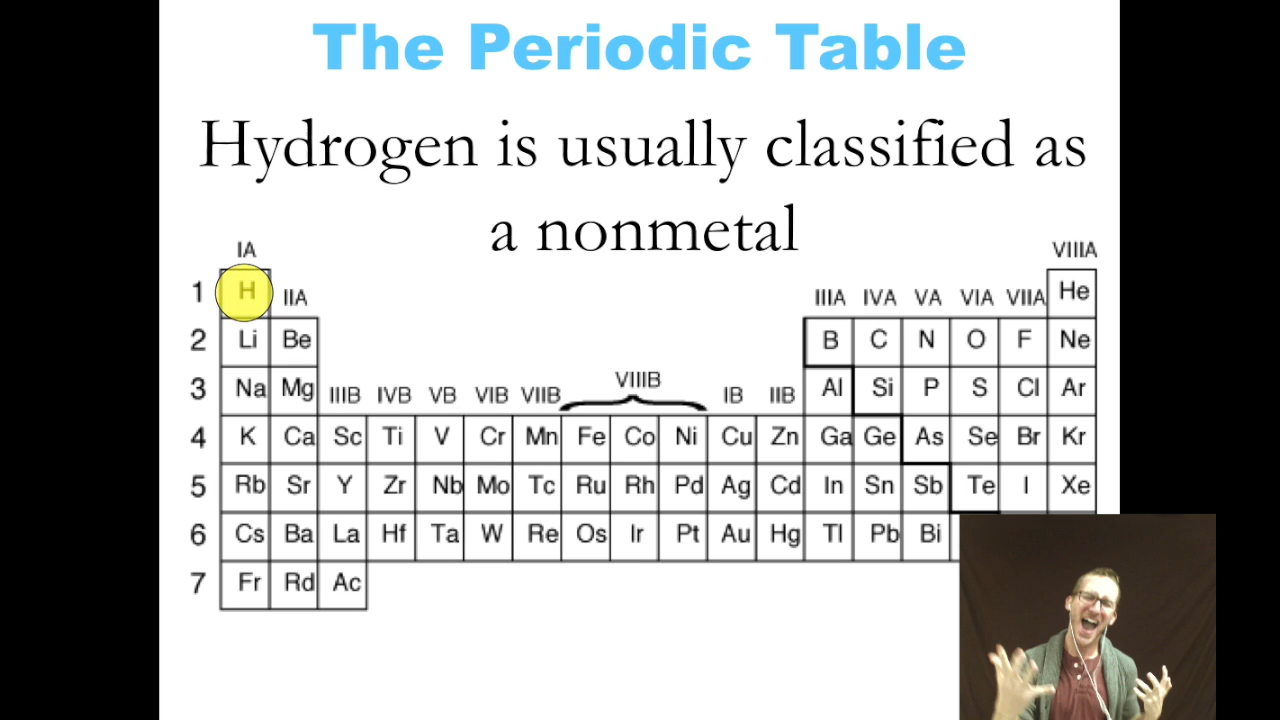 The Periodic Table
Hydrogen is usually classified as
a nonmetal
IA VIIIA
1 H IIA IIIA IVA VA VIA VIIA He
2 Li Be B C N O F Ne
3 Na Mg IIIB IVB VB VIB VIIB VIIIB IB IIB Al Si P S Cl Ar
4 K Ca Sc Ti V Cr Mn Fe Co Ni Cu Zn Ga Ge As Se Br Kr
5 Rb Sr Y Zr Nb Mo Tc Ru Rh Pd Ag Cd In Sn Sb Te I Xe
6 Cs Ba La Hf Ta W Re Os Ir Pt Au Hg Tl Pb Bi
7 Fr Rd Ac